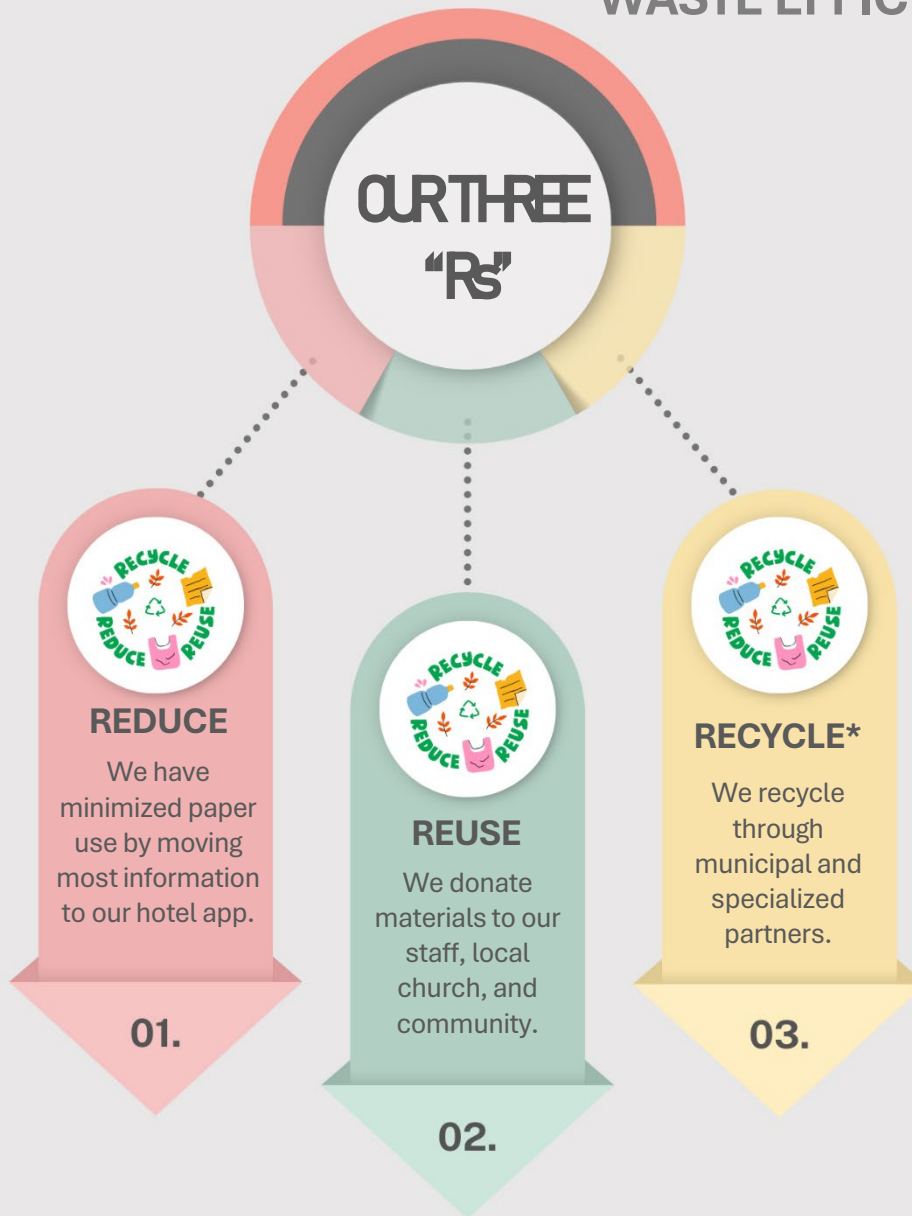 WASTE EFFIC
OUR THREE
“Rs”
RECYCLE
REDUCE
REUSE
REDUCE
We have
minimized paper
use by moving
most information
to our hotel app.
01.
RECYCLE
REDUCE
REUSE
REUSE
We donate
materials to our
staff, local
church, and
community.
02.
RECYCLE
REDUCE
REUSE
RECYCLE*
We recycle
through
municipal and
specialized
partners.
03.